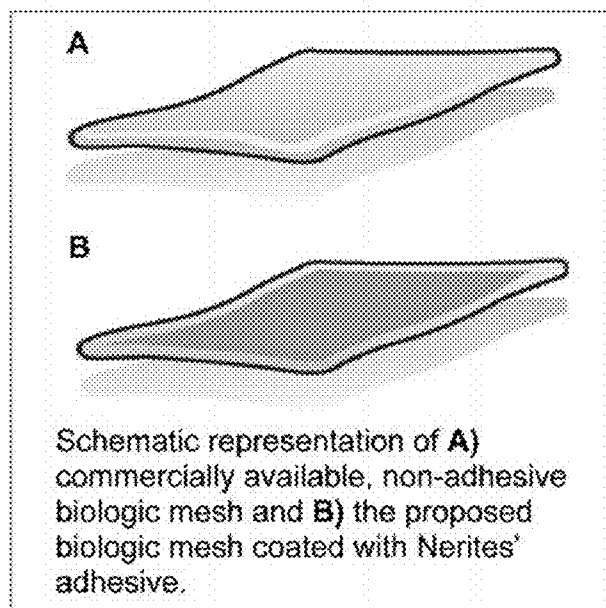 A
B
Schematic representation of A)
commercially available, non-adhesive
biologic mesh and B) the proposed
biologic mesh coated with Nerites'
adhesive.